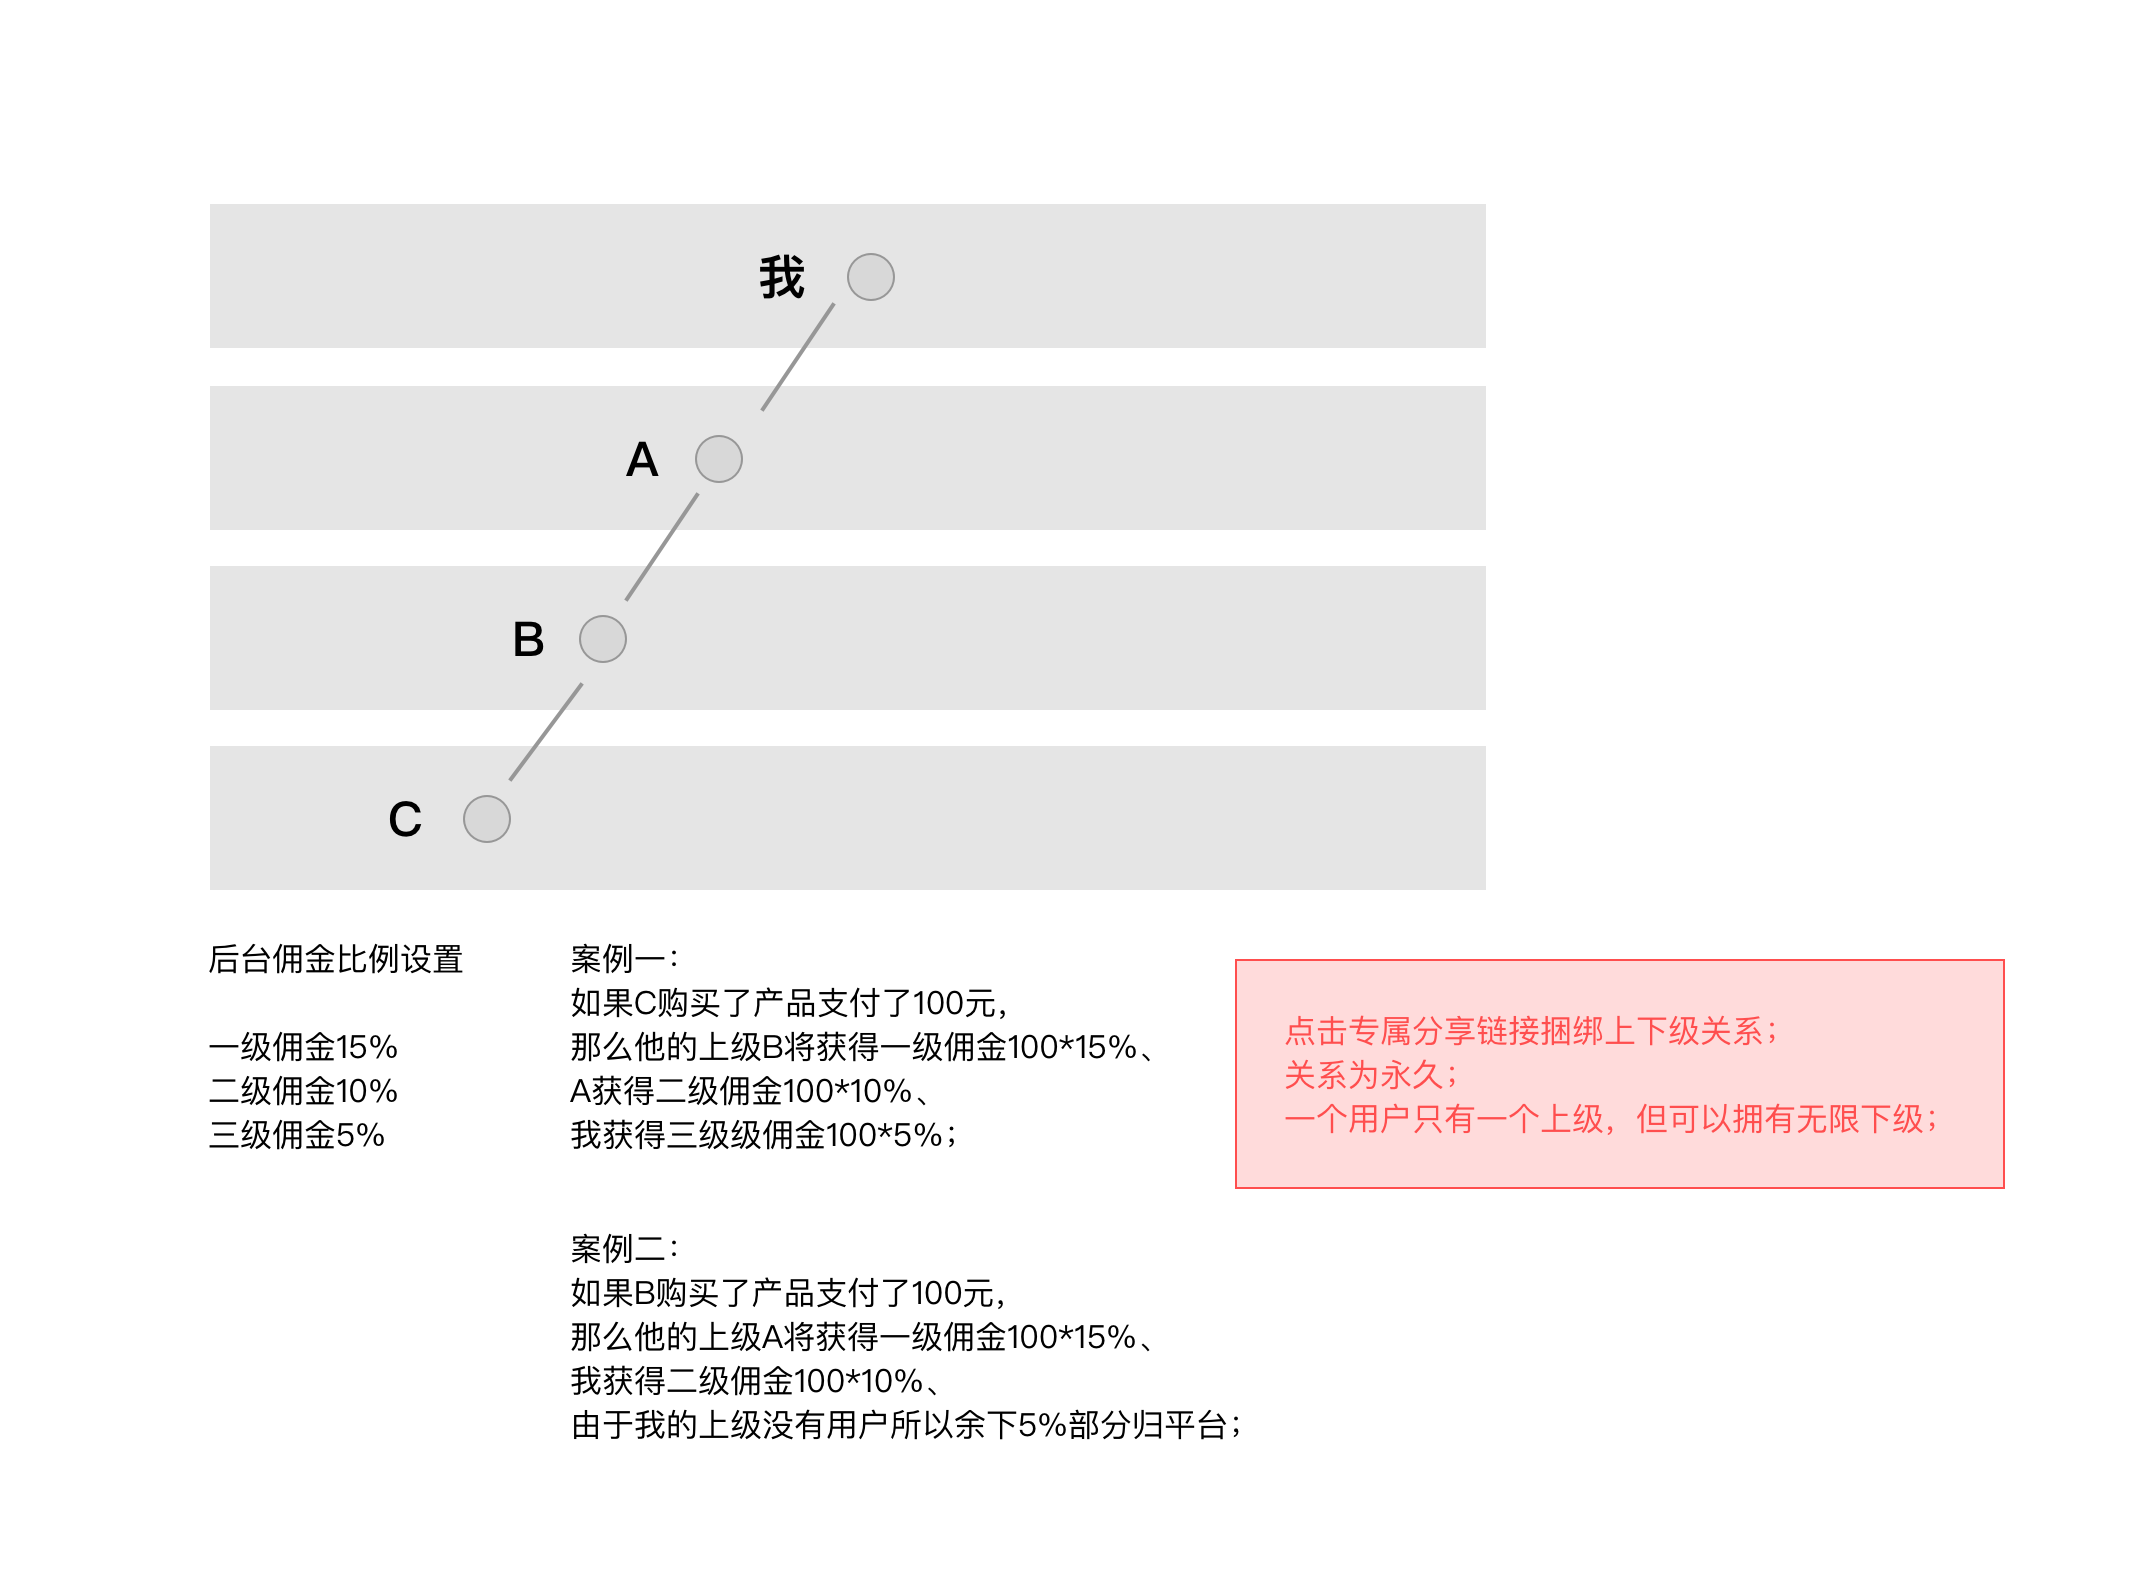 我
A
B
C
后台佣金比例设置
一级佣金15%
二级佣金10%
三级佣金5%
案例一：
如果C购买了产品支付了100元，
那么他的上级B将获得一级佣金100*15%、
A获得二级佣金100*10%、
我获得三级级佣金100*5%；
案例二：
如果B购买了产品支付了100元，
那么他的上级A将获得一级佣金100*15%、
我获得二级佣金100*10%、
由于我的上级没有用户所以余下5%部分归平台；
点击专属分享链接捆绑上下级关系；
关系为永久；
一个用户只有一个上级，但可以拥有无限下级；